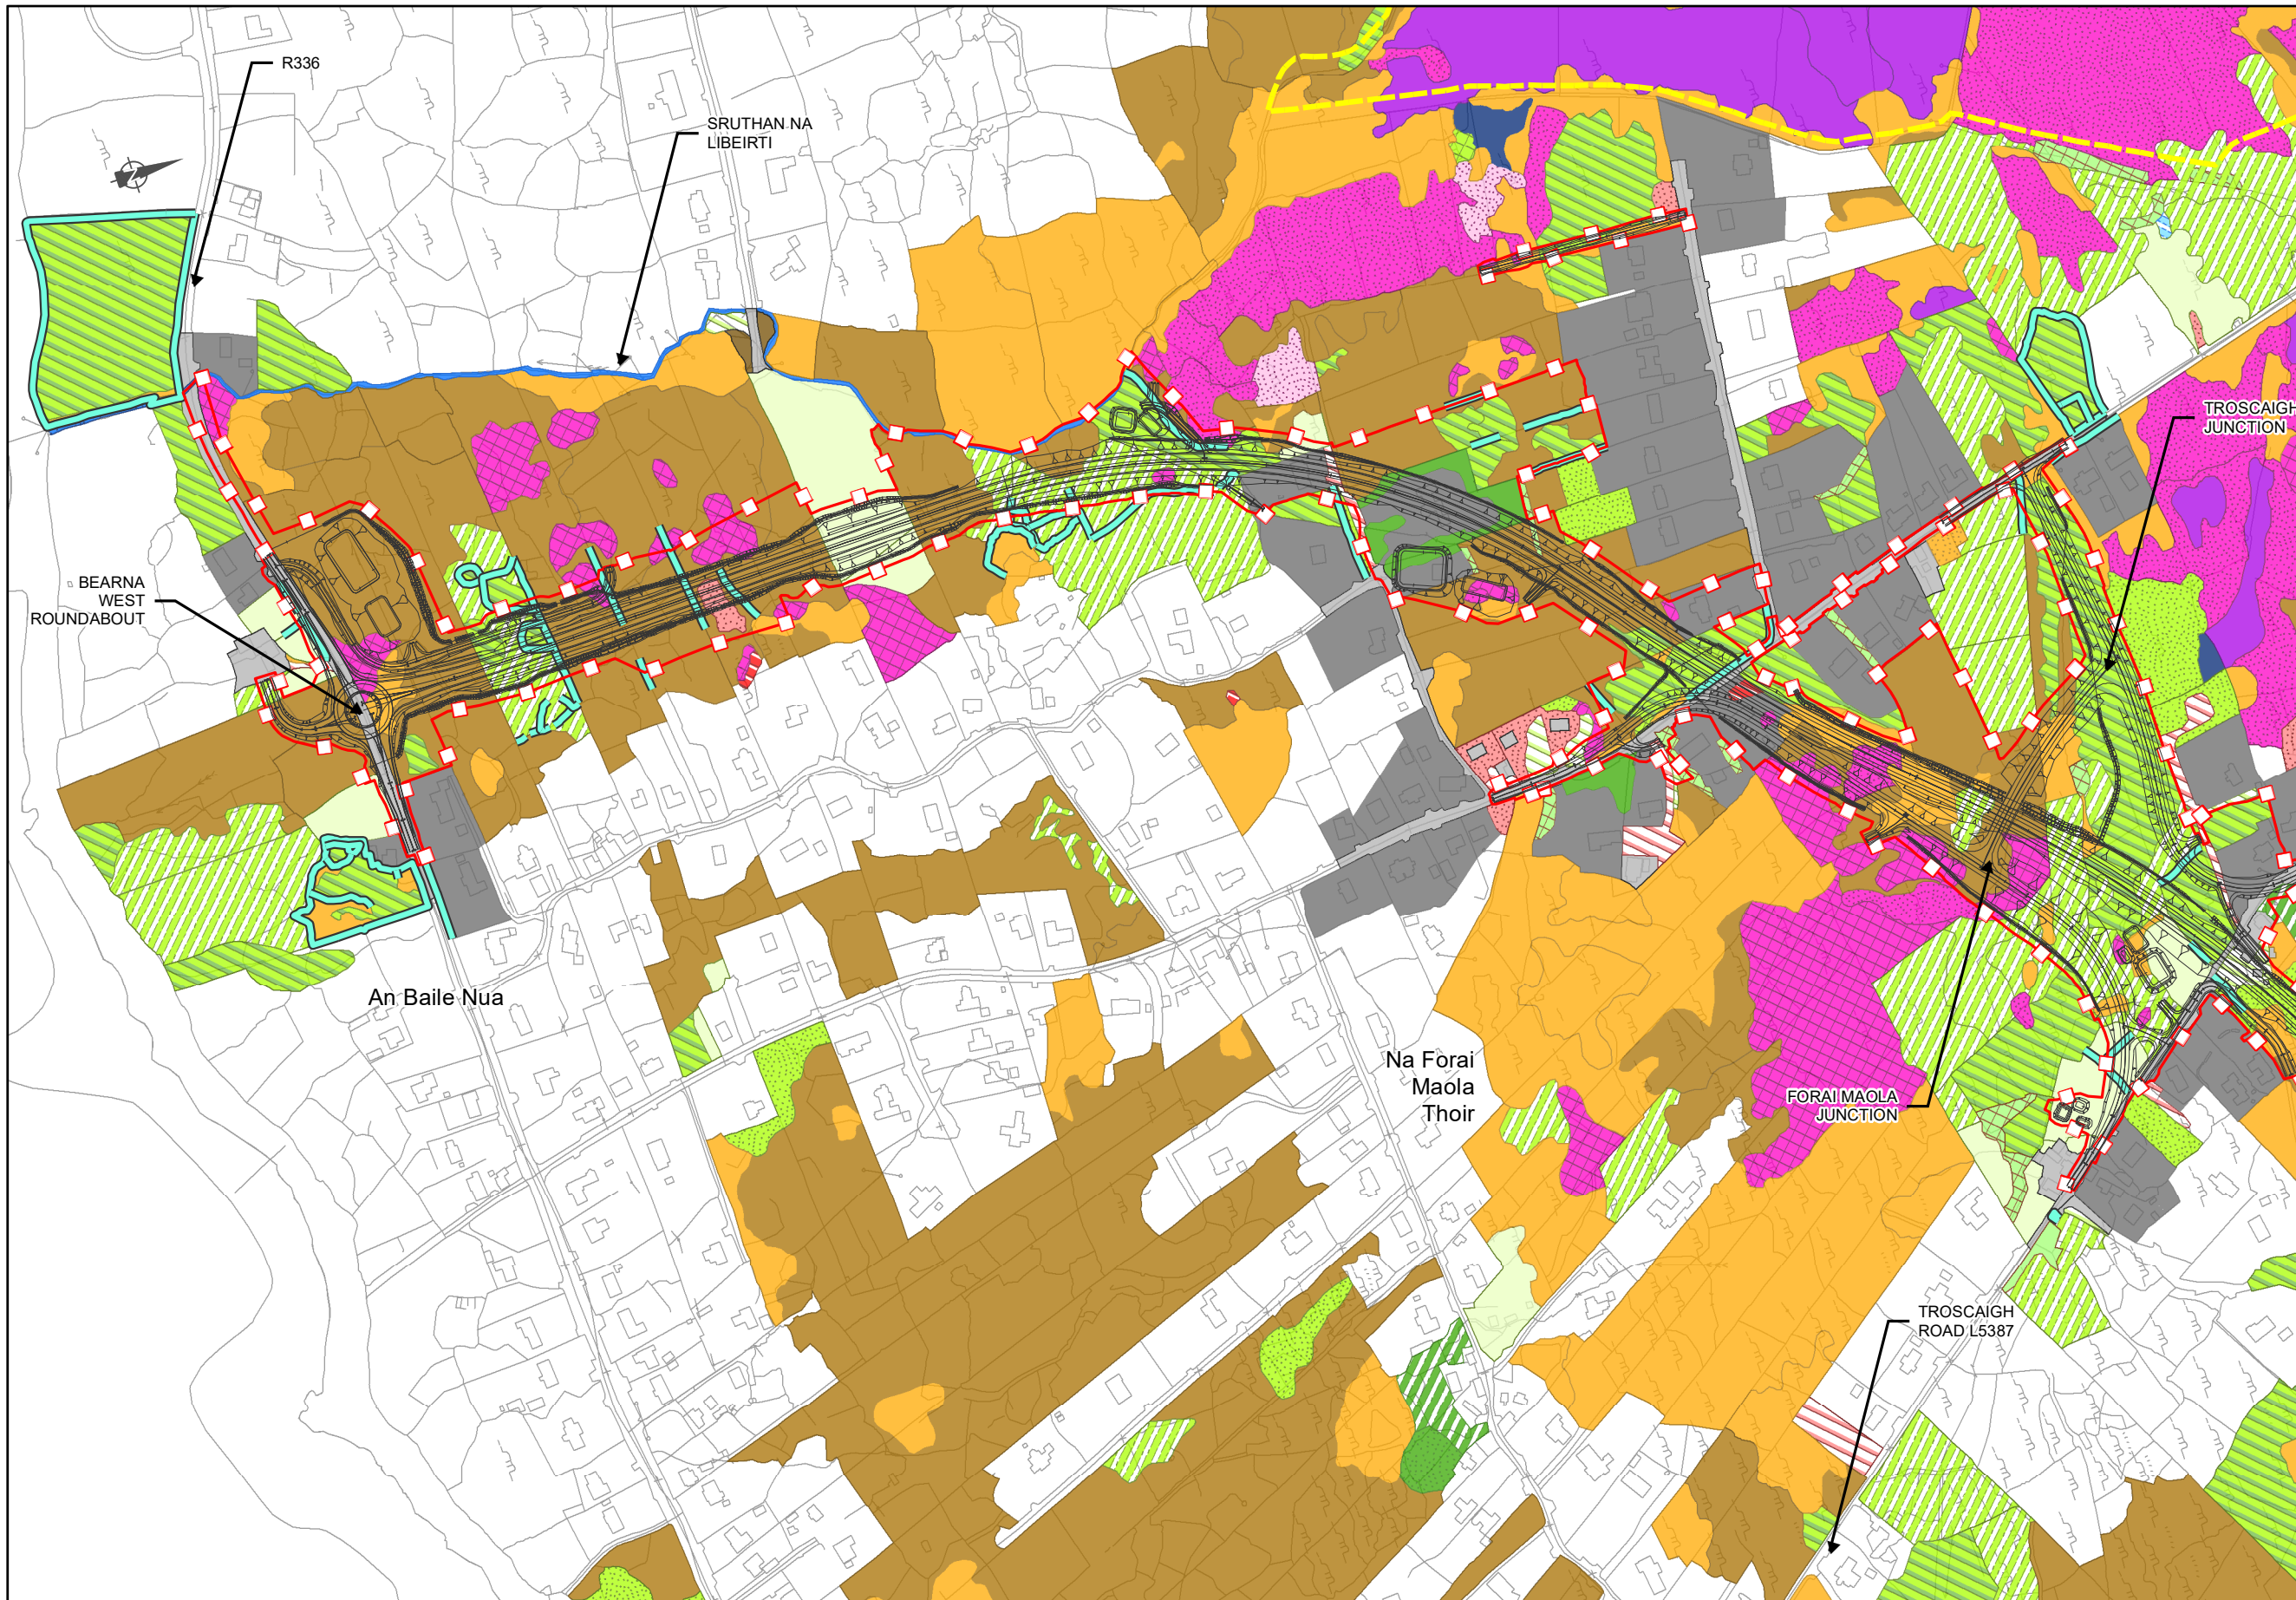 R336
SRUTHAN NA
LIBEIRTI
N
TROSCAIGH
JUNCTION
BEARNA
WEST
ROUNDABOUT
An Baile Nua
Na Forai
Maola
Thoir
FORAI MAOLA
JUNCTION
TROSCAIGH
ROAD L5387